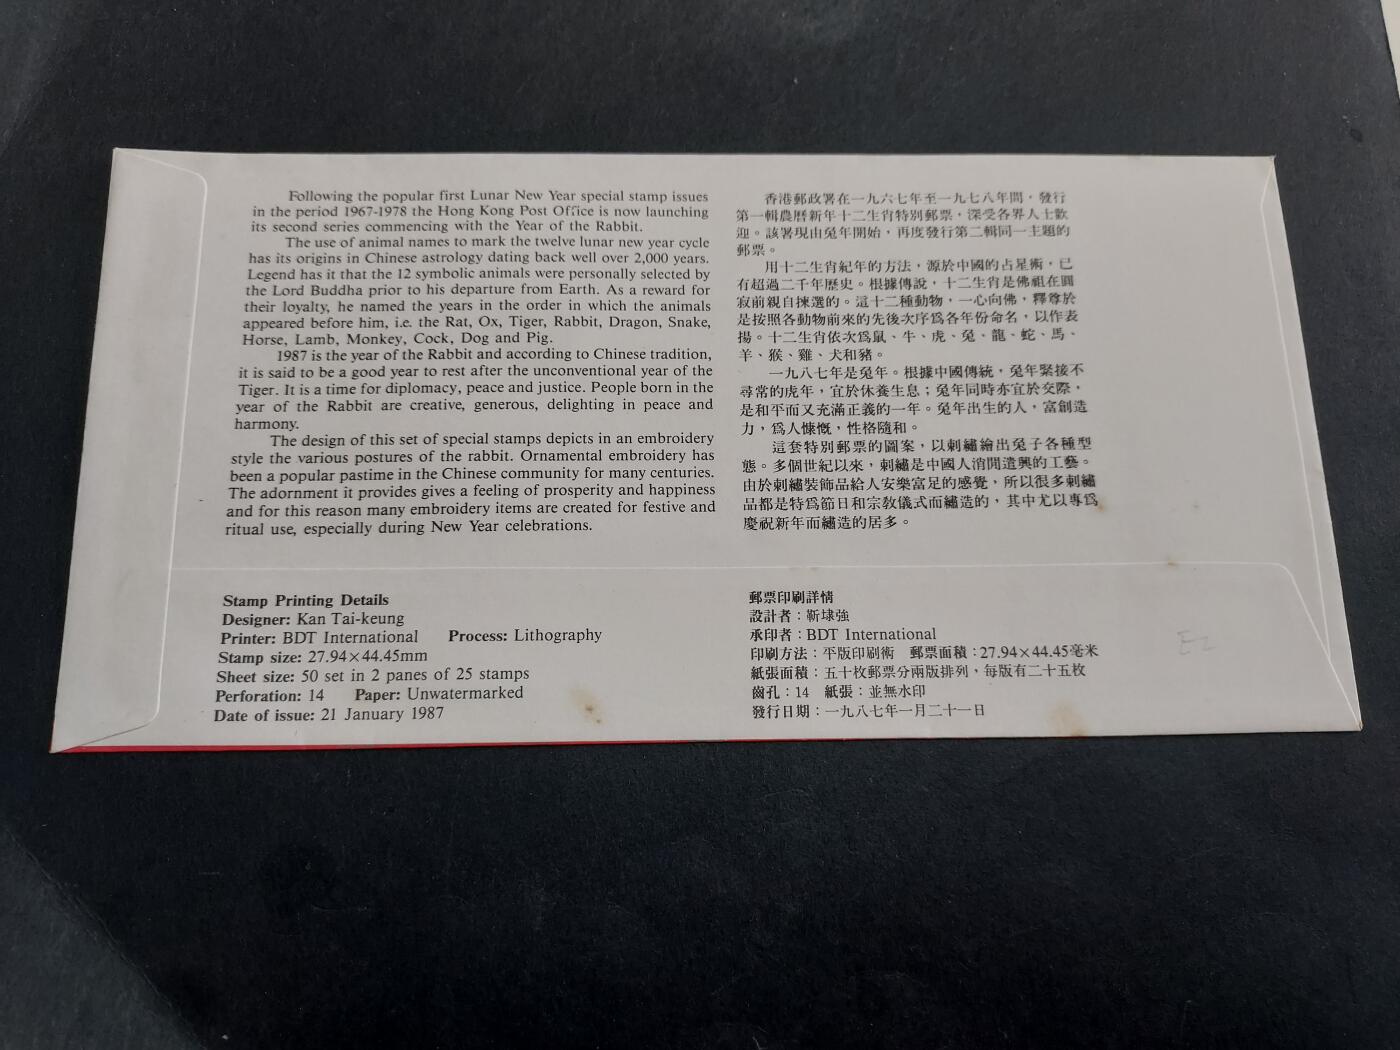 Following the popular first Lunar New Year special stamp issues
in the period 1967-1978 the Hong Kong Post Office is now launching
its second series commencing with the Year of the Rabbit.
The use of animal names to mark the twelve lunar new year cycle
has its origins in Chinese astrology dating back well over 2,000 years.
Legend has it that the 12 symbolic animals were personally selected by
the Lord Buddha prior to his departure from Earth. As a reward for
their loyalty, he named the years in the order in which the animals
appeared before him, i.e. the Rat, Ox, Tiger, Rabbit, Dragon, Snake,
Horse, Lamb, Monkey, Cock, Dog and Pig.
1987 is the year of the Rabbit and according to Chinese tradition,
it is said to be a good year to rest after the unconventional year of the
Tiger. It is a time for diplomacy, peace and justice. People born in the
year of the Rabbit are creative, generous, delighting in peace and
harmony.
The design of this set of special stamps depicts in an embroidery
style the various postures of the rabbit. Ornamental embroidery has
been a popular pastime in the Chinese community for many centuries.
The adornment it provides gives a feeling of prosperity and happiness
and for this reason many embroidery items are created for festive and
ritual use, especially during New Year celebrations.
香港郵政署在一九六七年至一九七八年間，發行
第一輯農曆新年十二生肖特別郵票，深受各界人士歡
迎。該署現由兔年開始，再度發行第二輯同一主題的
郵票。
用十二生肖紀年的方法，源於中國的占星術，已
有超過二千年歷史。根據傳說，十二生肖是佛祖在圓
寂前親自揀選的。這十二種動物，一心向佛，釋尊於
是按照各動物前來的先後次序爲各年份命名，以作表
揚。十二生肖依次爲鼠、牛、虎、兔、龍、蛇、馬、
羊、猴、雞、犬和豬。
一九八七年是兔年。根據中國傳統，兔年緊接不
尋常的虎年，宜於休養生息；兔年同時亦宜於交際，
是和平而又充滿正義的一年。兔年出生的人，富創造
力，爲人慷慨，性格隨和。
這套特別郵票的圖案，以刺繡繪出兔子各種型
態。多個世紀以來，刺繡是中國人消閒遣興的工藝。
由於刺繡裝飾品給人安樂富足的感覺，所以很多刺繡
品都是特爲節日和宗教儀式而繡造的，其中尤以專爲
慶祝新年而繡造的居多。
Stamp Printing Details
Designer: Kan Tai-keung
Printer: BDT International Process: Lithography
Stamp size: 27.94×44.45mm
Sheet size: 50 set in 2 panes of 25 stamps
Perforation: 14 Paper: Unwatermarked
Date of issue: 21 January 1987
郵票印刷詳情
設計者：靳埭強
承印者：BDT International
印刷方法：平版印刷術 郵票面積：27.94×44.45毫米
紙張面積：五十枚郵票分兩版排列，每版有二十五枚
齒孔：14 紙張：並無水印
發行日期：一九八七年一月二十一日